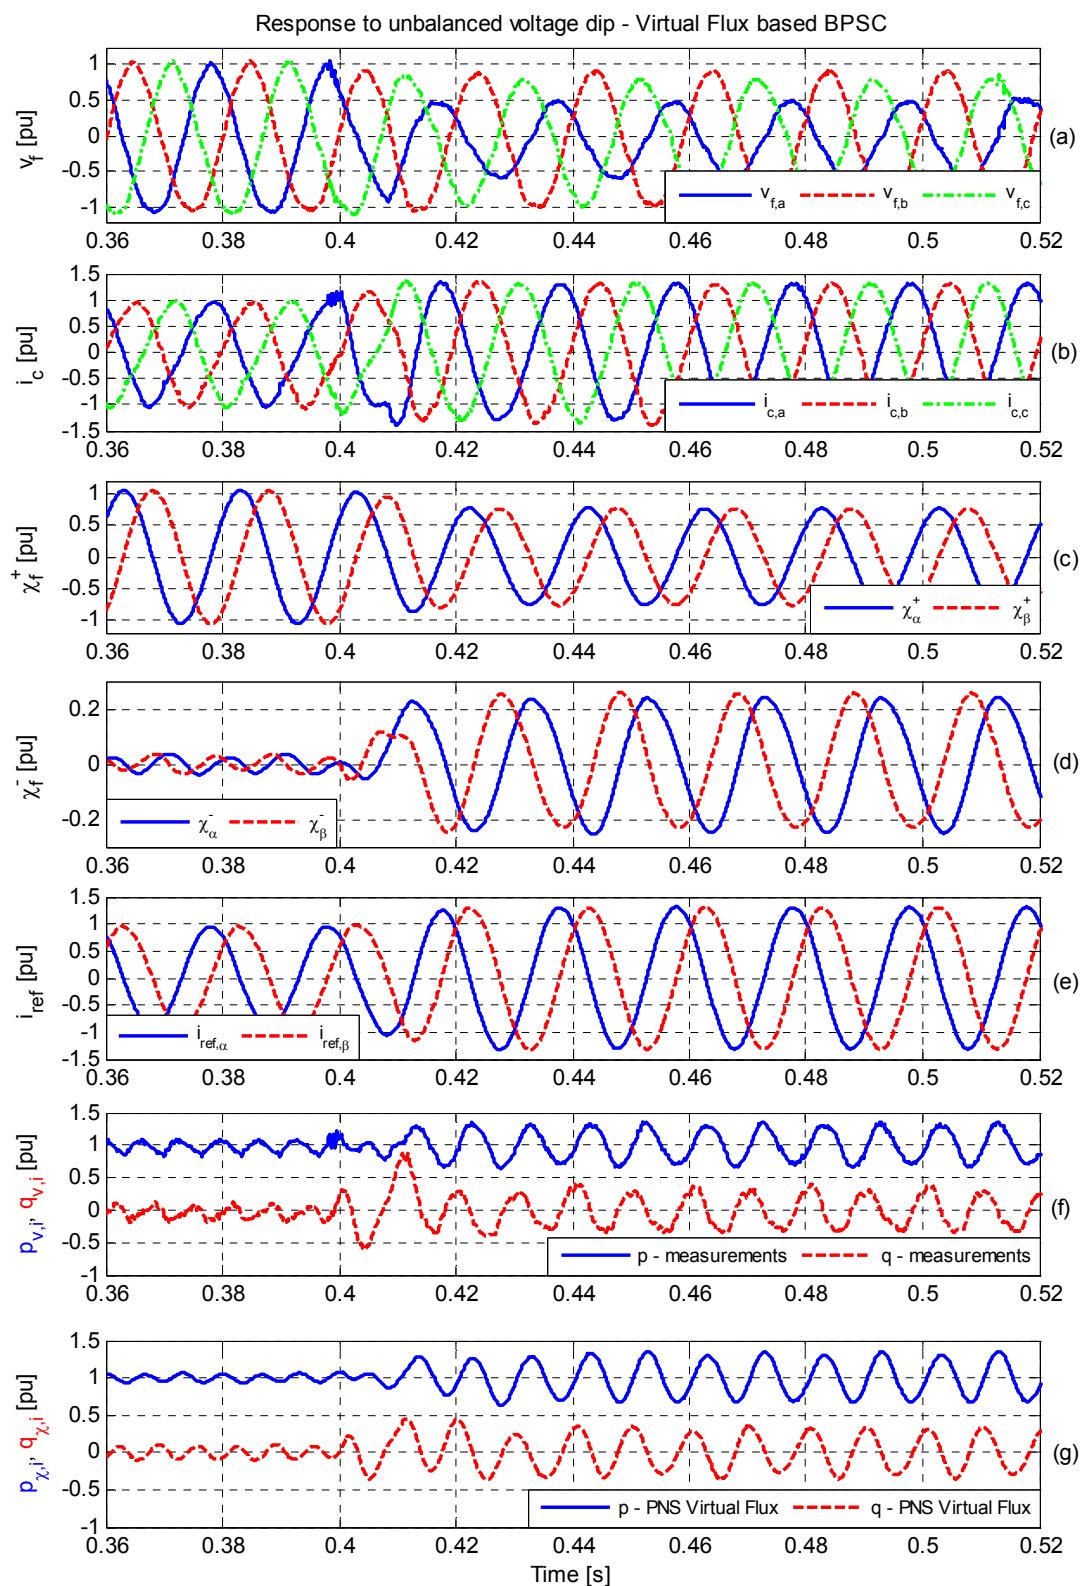 Response to unbalanced voltage dip - Virtual Flux based BPSC
v_f [pu]
1
0.5
0
-0.5
-1
v_f,a v_f,b v_f,c
(a)
0.36 0.38 0.4 0.42 0.44 0.46 0.48 0.5 0.52
i_c [pu]
1.5
1
0.5
0
-0.5
-1
-1.5
i_c,a i_c,b i_c,c
(b)
0.36 0.38 0.4 0.42 0.44 0.46 0.48 0.5 0.52
χ_f^+ [pu]
1
0.5
0
-0.5
-1
χ_α^+ χ_β^+
(c)
0.36 0.38 0.4 0.42 0.44 0.46 0.48 0.5 0.52
χ_f^- [pu]
0.2
0
-0.2
χ_α^- χ_β^-
(d)
0.36 0.38 0.4 0.42 0.44 0.46 0.48 0.5 0.52
i_ref [pu]
1.5
1
0.5
0
-0.5
-1
-1.5
i_ref,α i_ref,β
(e)
0.36 0.38 0.4 0.42 0.44 0.46 0.48 0.5 0.52
p_v,i, q_v,i [pu]
1.5
1
0.5
0
-0.5
-1
p - measurements q - measurements
(f)
0.36 0.38 0.4 0.42 0.44 0.46 0.48 0.5 0.52
p_χ,i, q_χ,i [pu]
1.5
1
0.5
0
-0.5
-1
p - PNS Virtual Flux q - PNS Virtual Flux
(g)
0.36 0.38 0.4 0.42 0.44 0.46 0.48 0.5 0.52
Time [s]